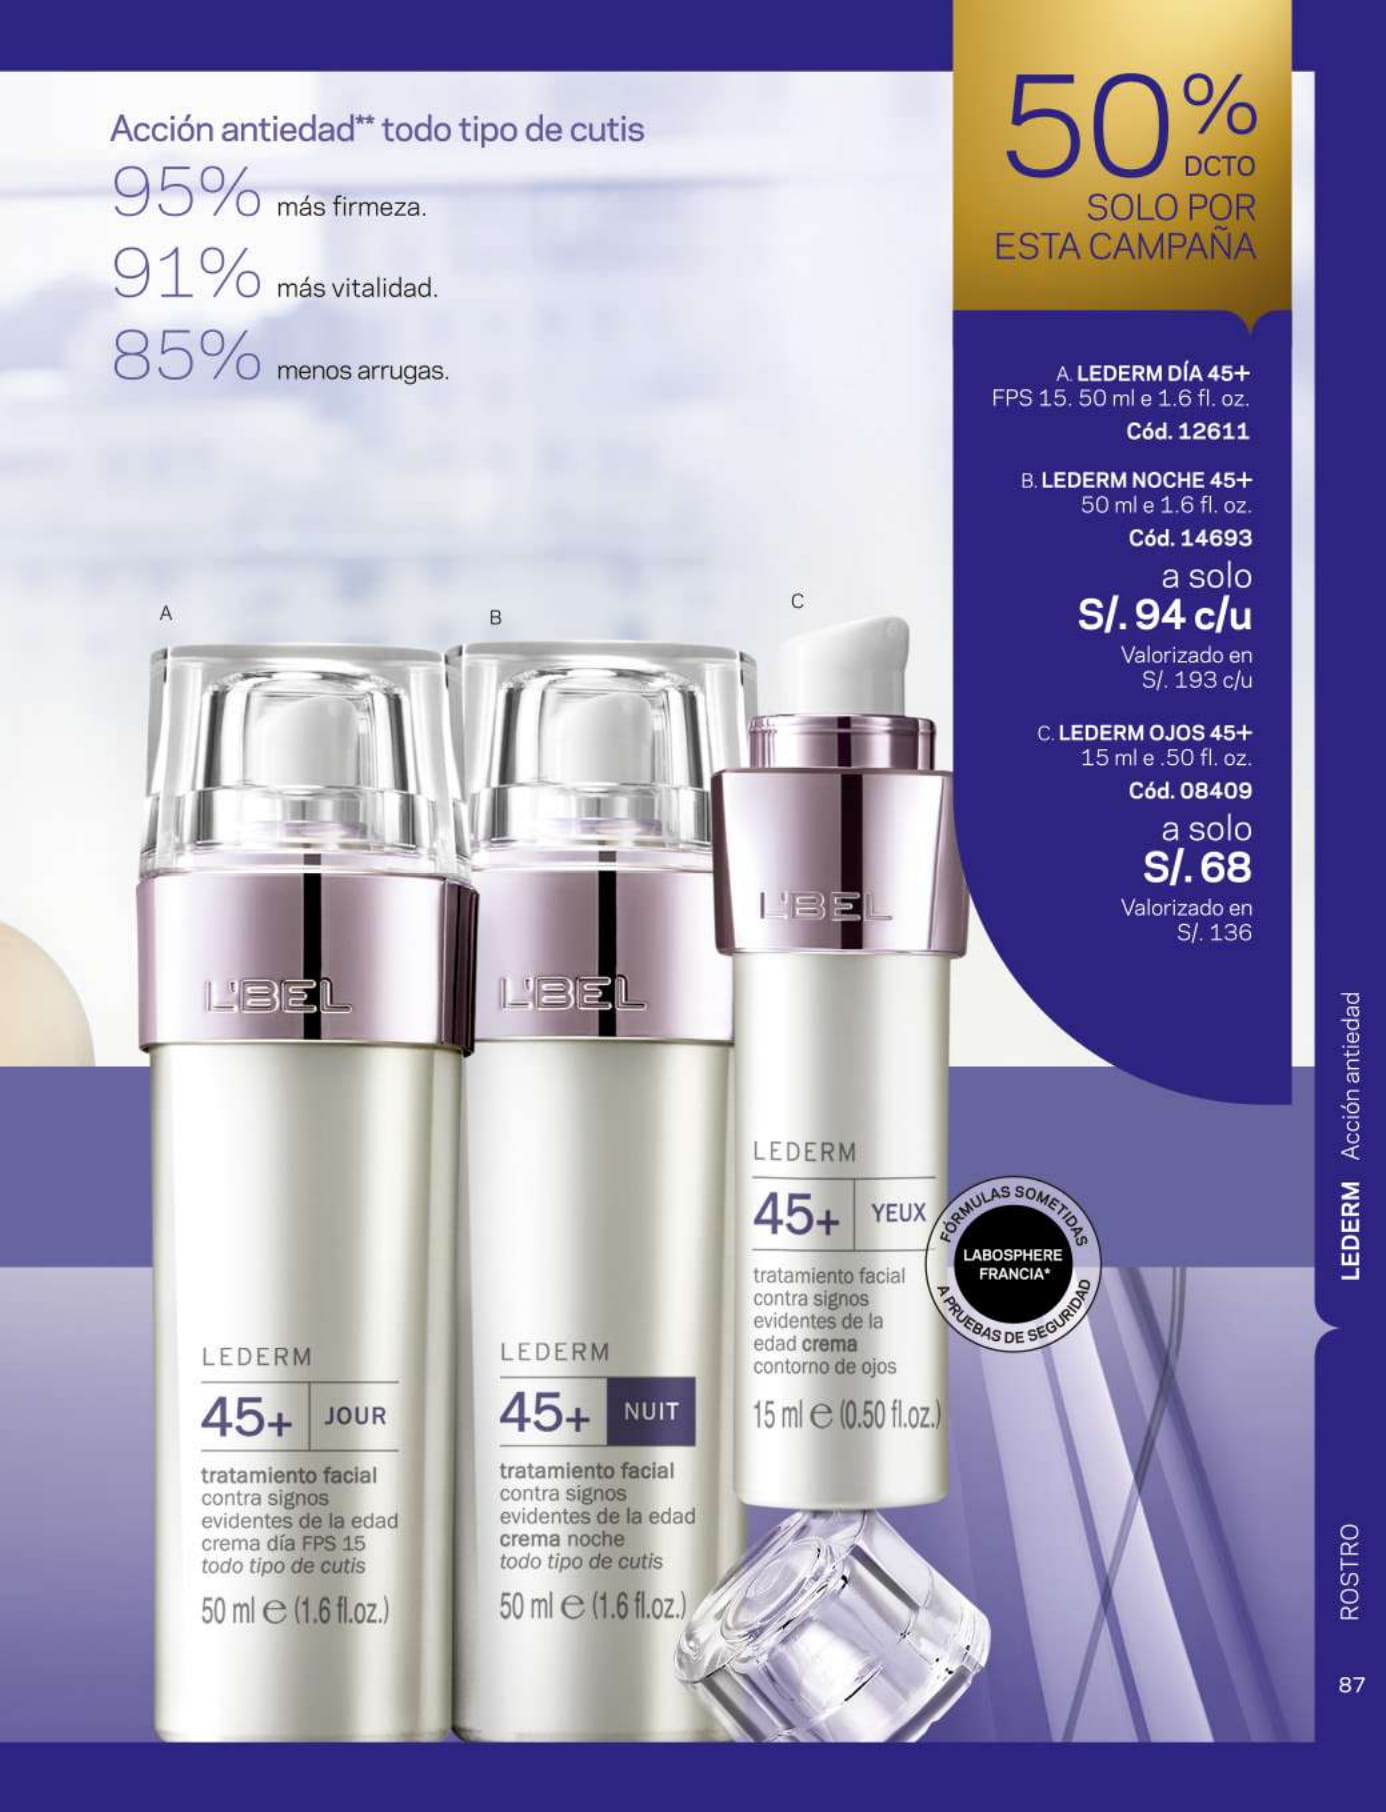 Acción antiedad** todo tipo de cutis
95% más firmeza.
91% más vitalidad.
85% menos arrugas.
50% DCTO
SOLO POR
ESTA CAMPAÑA
A. LEDERM DÍA 45+
FPS 15. 50 ml e 1.6 fl. oz.
Cód. 12611
B. LEDERM NOCHE 45+
50 ml e 1.6 fl. oz.
Cód. 14693
a solo
S/. 94 c/u
Valorizado en
S/. 193 c/u
C. LEDERM OJOS 45+
15 ml e .50 fl. oz.
Cód. 08409
a solo
S/. 68
Valorizado en
S/. 136
A
B
C
L'BEL
LEDERM
45+ JOUR
tratamiento facial
contra signos
evidentes de la edad
crema día FPS 15
todo tipo de cutis
50 ml e (1.6 fl.oz.)
L'BEL
LEDERM
45+ NUIT
tratamiento facial
contra signos
evidentes de la edad
crema noche
todo tipo de cutis
50 ml e (1.6 fl.oz.)
L'BEL
LEDERM
45+ YEUX
tratamiento facial
contra signos
evidentes de la
edad crema
contorno de ojos
15 ml e (0.50 fl.oz.)
FÓRMULAS SOMETIDAS
LABOSPHERE
FRANCIA*
A PRUEBAS DE SEGURIDAD
LEDERM Acción antiedad
ROSTRO
87